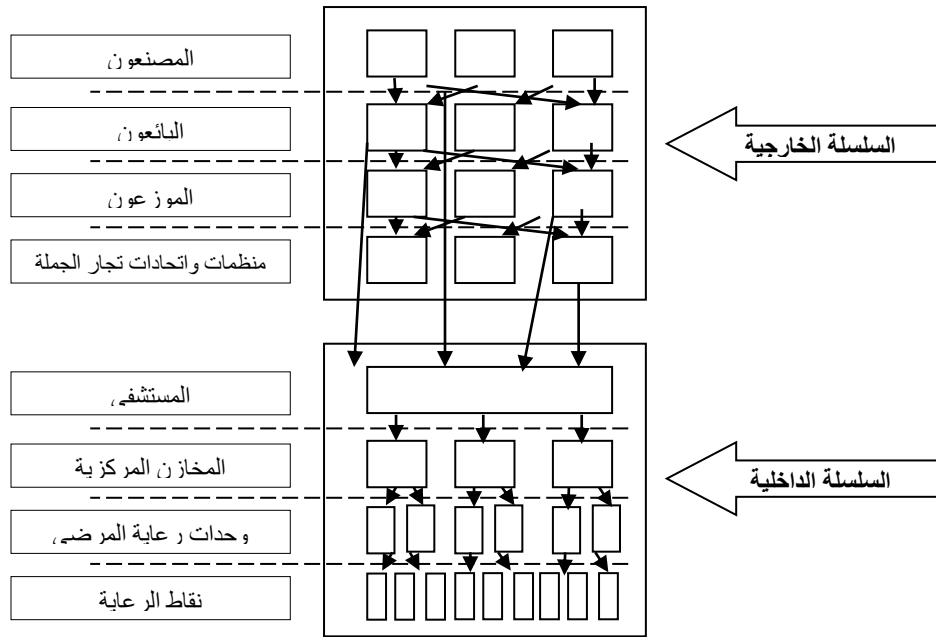 المصنعون
البائعون
السلسلة الخارجية
الموزعون
منظمات واتحادات تجار الجملة
المستشفى
المخازن المركزية
السلسلة الداخلية
وحدات رعاية المرضى
نقاط الرعاية